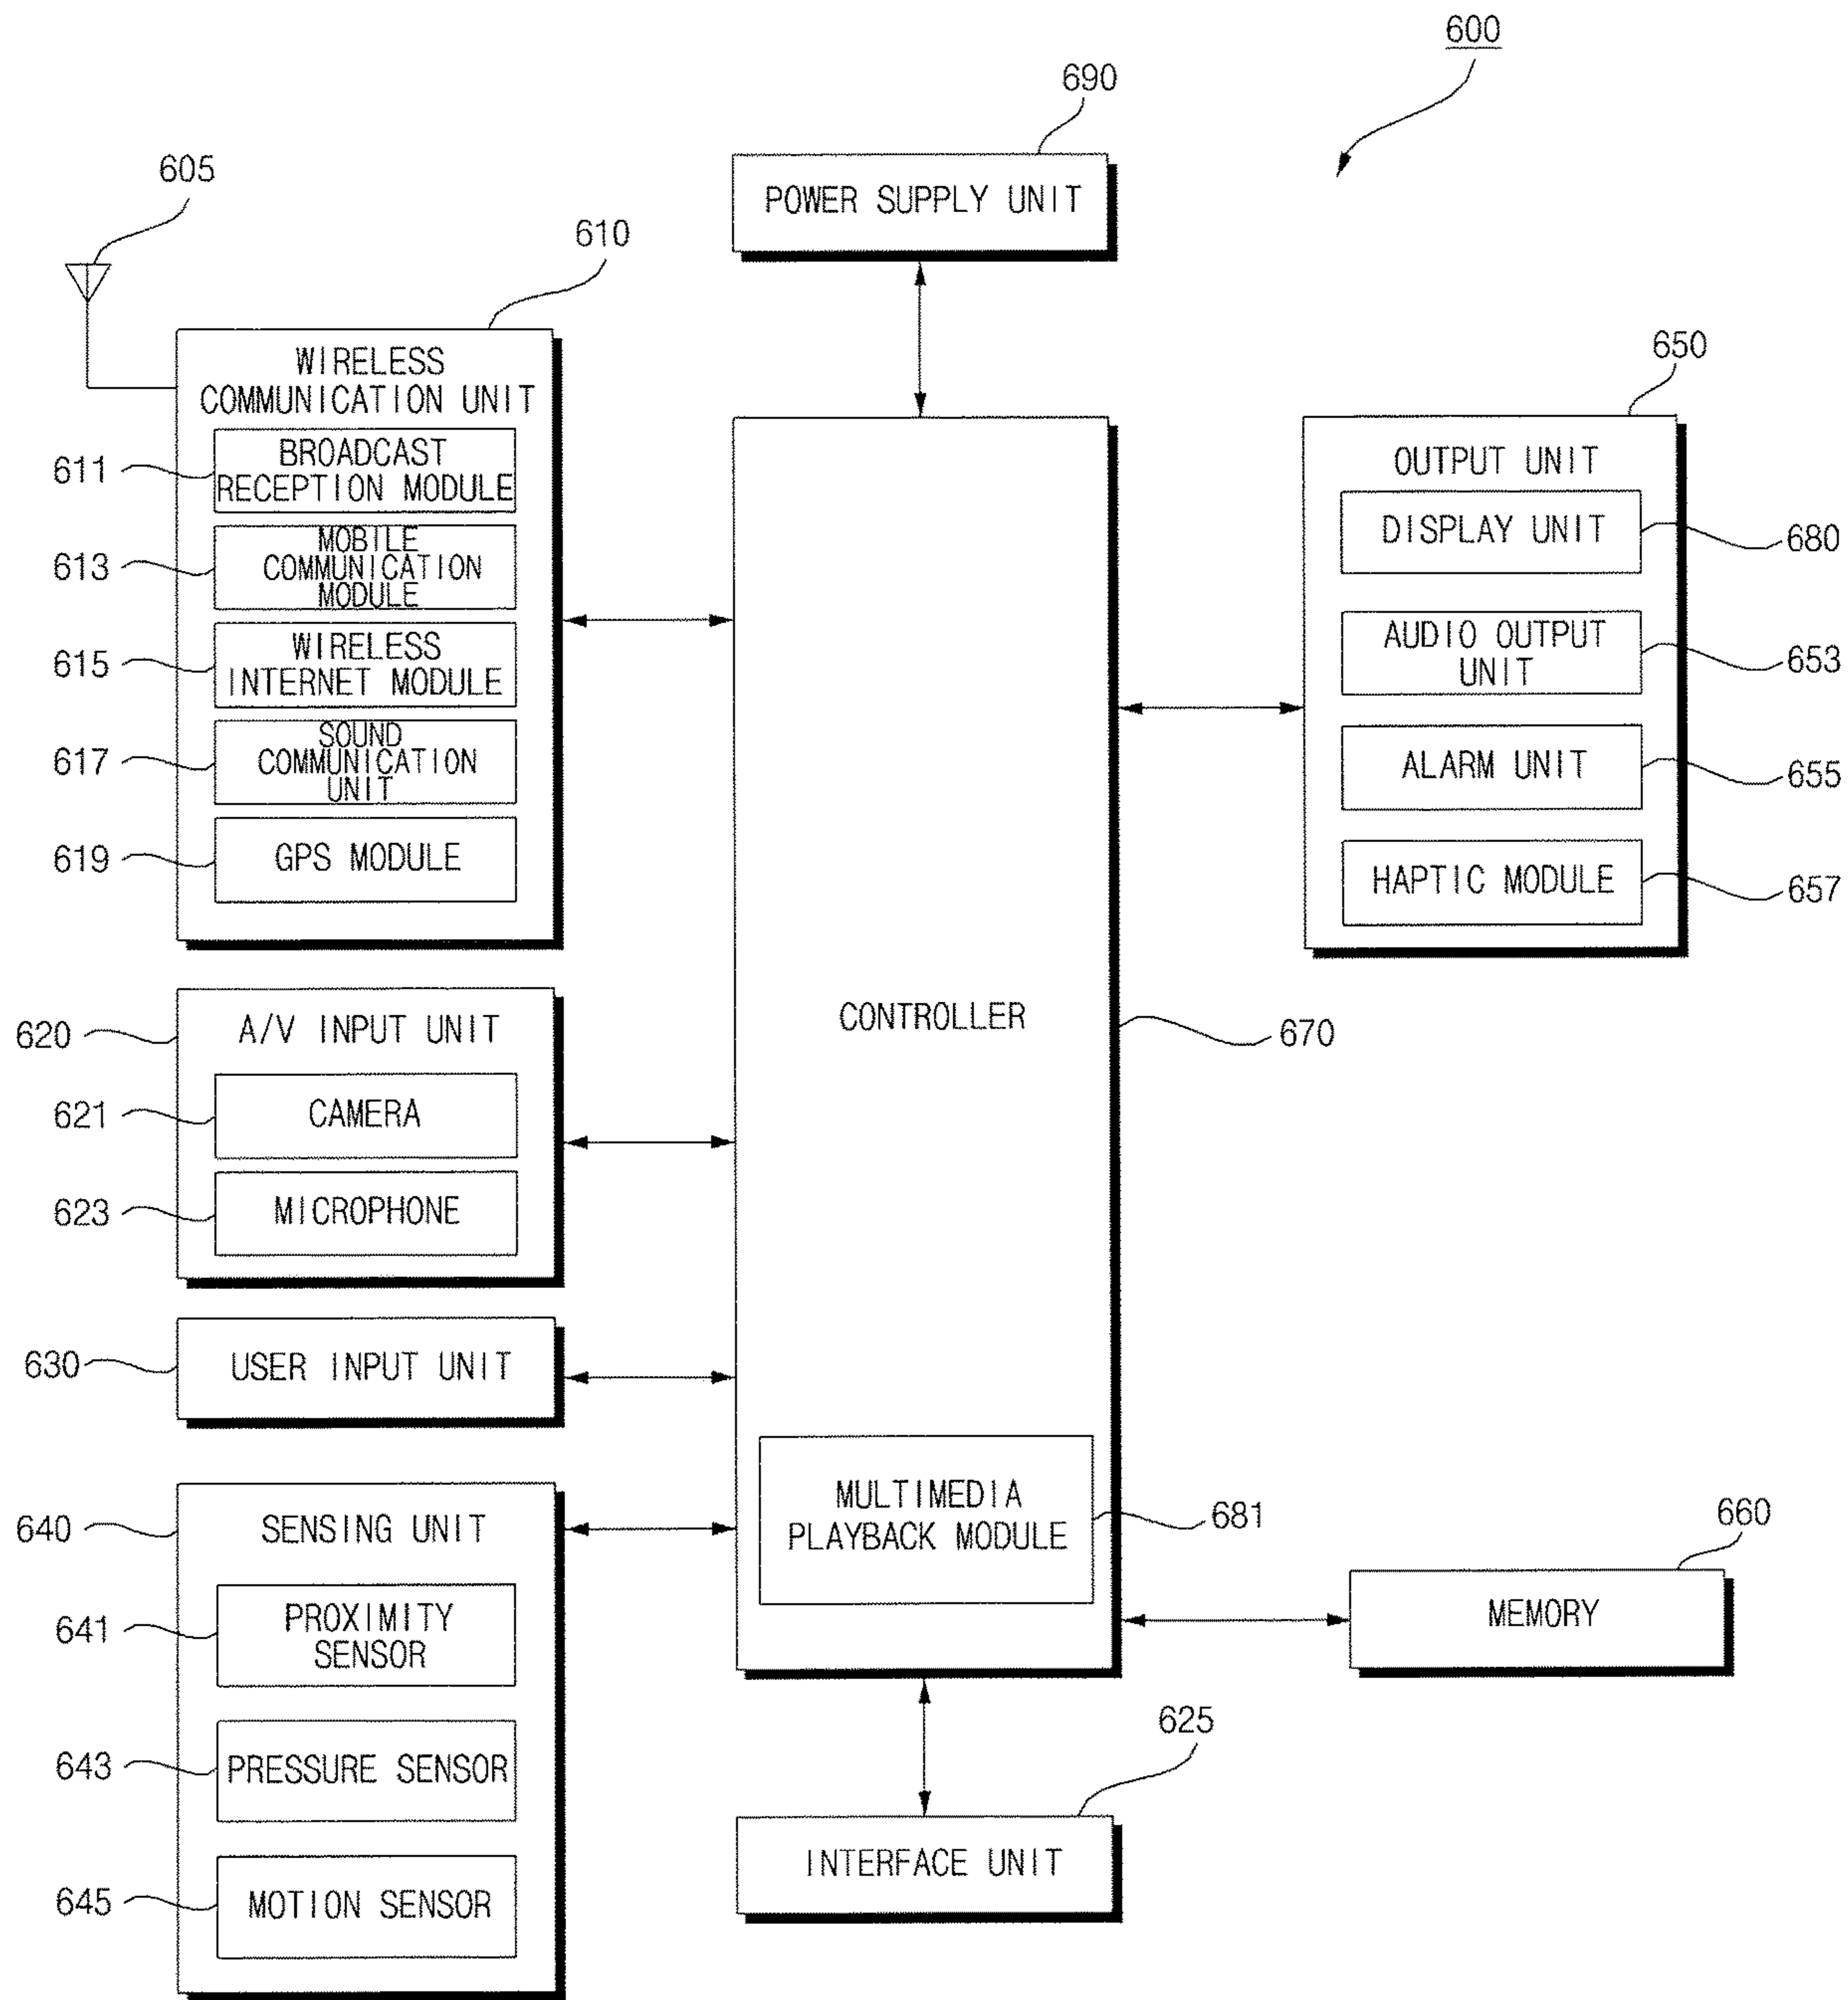 600
690
POWER SUPPLY UNIT
605
610
WIRELESS
COMMUNICATION UNIT
611
BROADCAST
RECEPTION MODULE
613
MOBILE
COMMUNICATION
MODULE
615
WIRELESS
INTERNET MODULE
617
SOUND
COMMUNICATION
UNIT
619
GPS MODULE
650
OUTPUT UNIT
DISPLAY UNIT
680
AUDIO OUTPUT
UNIT
653
ALARM UNIT
655
HAPTIC MODULE
657
620
A/V INPUT UNIT
621
CAMERA
623
MICROPHONE
CONTROLLER
670
630
USER INPUT UNIT
640
SENSING UNIT
641
PROXIMITY
SENSOR
643
PRESSURE SENSOR
645
MOTION SENSOR
MULTIMEDIA
PLAYBACK MODULE
681
660
MEMORY
625
INTERFACE UNIT